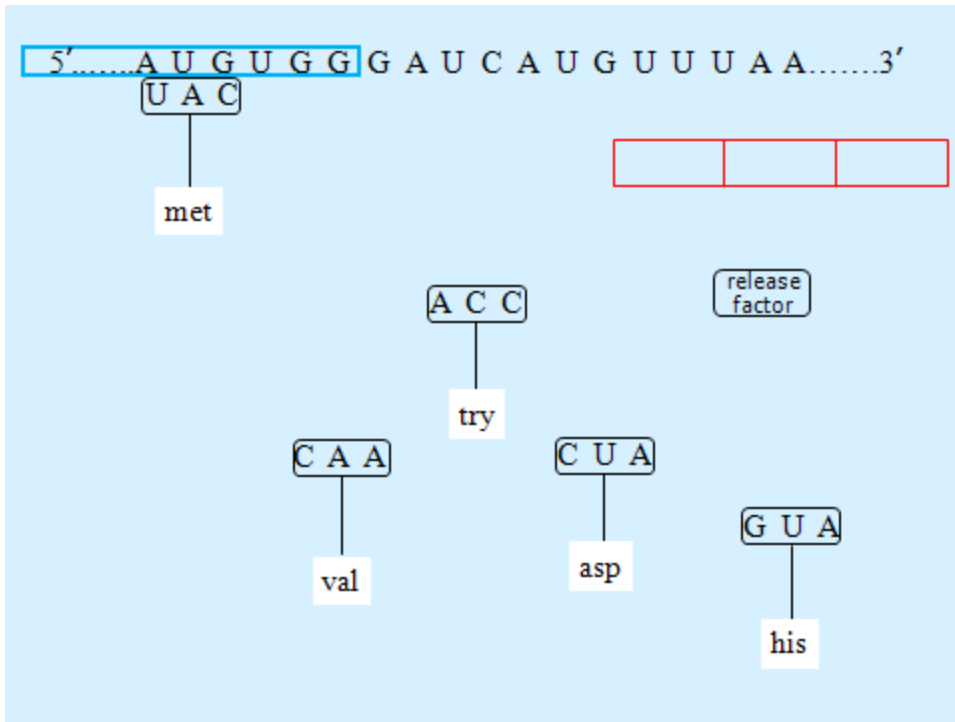 5′.......A U G U G G G A U C A U G U U U A A.......3′
U A C
met
release
factor
A C C
try
C A A
C U A
val
asp
G U A
his